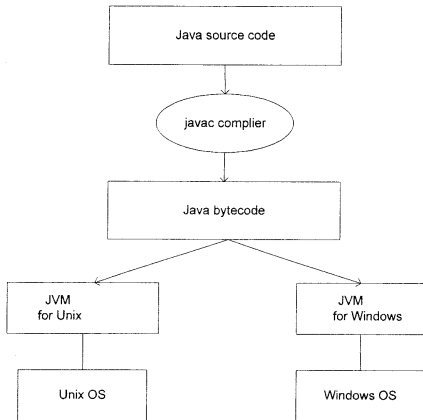 Java source code
javac complier
Java bytecode
JVM
for Unix
JVM
for Windows
Unix OS
Windows OS